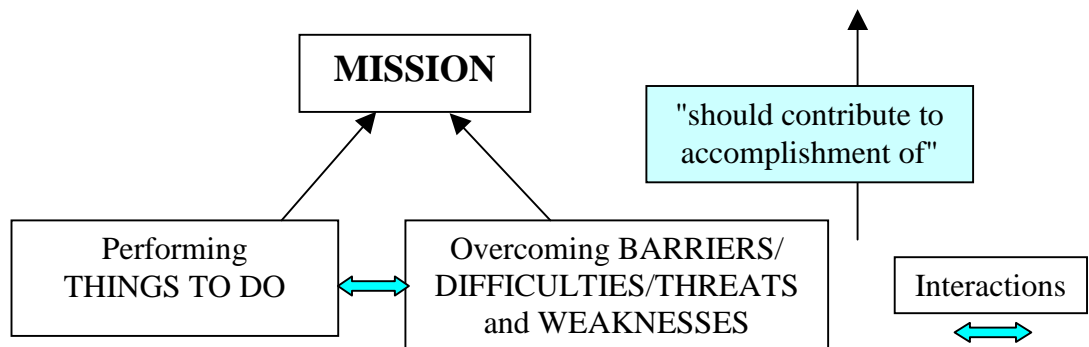 MISSION
"should contribute to
accomplishment of"
Performing
THINGS TO DO
Overcoming BARRIERS/
DIFFICULTIES/THREATS
and WEAKNESSES
Interactions